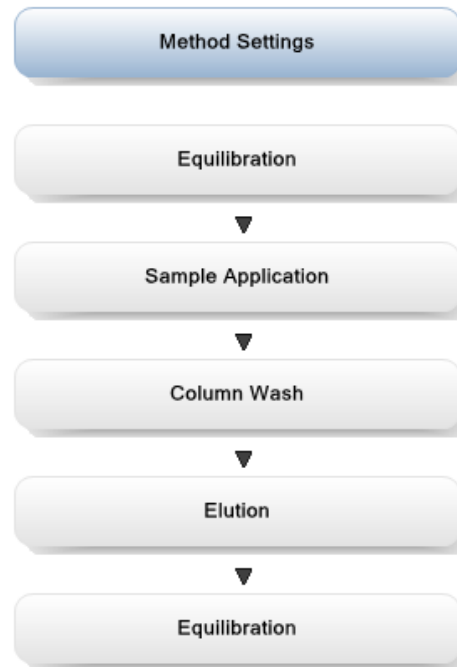 Method Settings
Equilibration
Sample Application
Column Wash
Elution
Equilibration